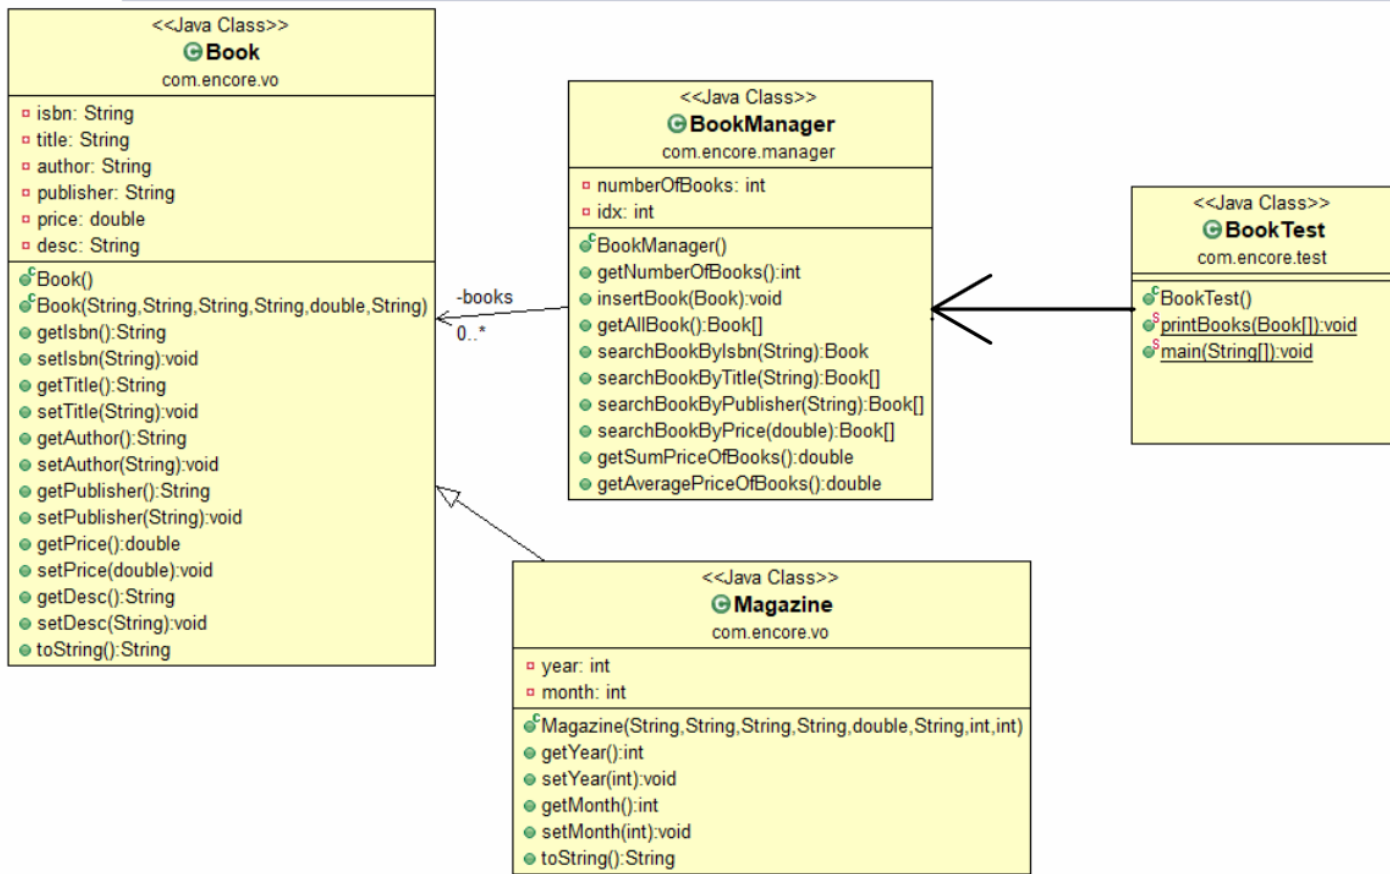 <<Java Class>>
Book
com.encore.vo
isbn: String
title: String
author: String
publisher: String
price: double
desc: String
Book()
Book(String,String,String,String,double,String)
getIsbn():String
setIsbn(String):void
getTitle():String
setTitle(String):void
getAuthor():String
setAuthor(String):void
getPublisher():String
setPublisher(String):void
getPrice():double
setPrice(double):void
getDesc():String
setDesc(String):void
toString():String
-books
0..*
<<Java Class>>
BookManager
com.encore.manager
numberOfBooks: int
idx: int
BookManager()
getNumberOfBooks():int
insertBook(Book):void
getAllBook():Book[]
searchBookByIsbn(String):Book
searchBookByTitle(String):Book[]
searchBookByPublisher(String):Book[]
searchBookByPrice(double):Book[]
getSumPriceOfBooks():double
getAveragePriceOfBooks():double
<<Java Class>>
BookTest
com.encore.test
BookTest()
printBooks(Book[]):void
main(String[]):void
<<Java Class>>
Magazine
com.encore.vo
year: int
month: int
Magazine(String,String,String,String,double,String,int,int)
getYear():int
setYear(int):void
getMonth():int
setMonth(int):void
toString():String